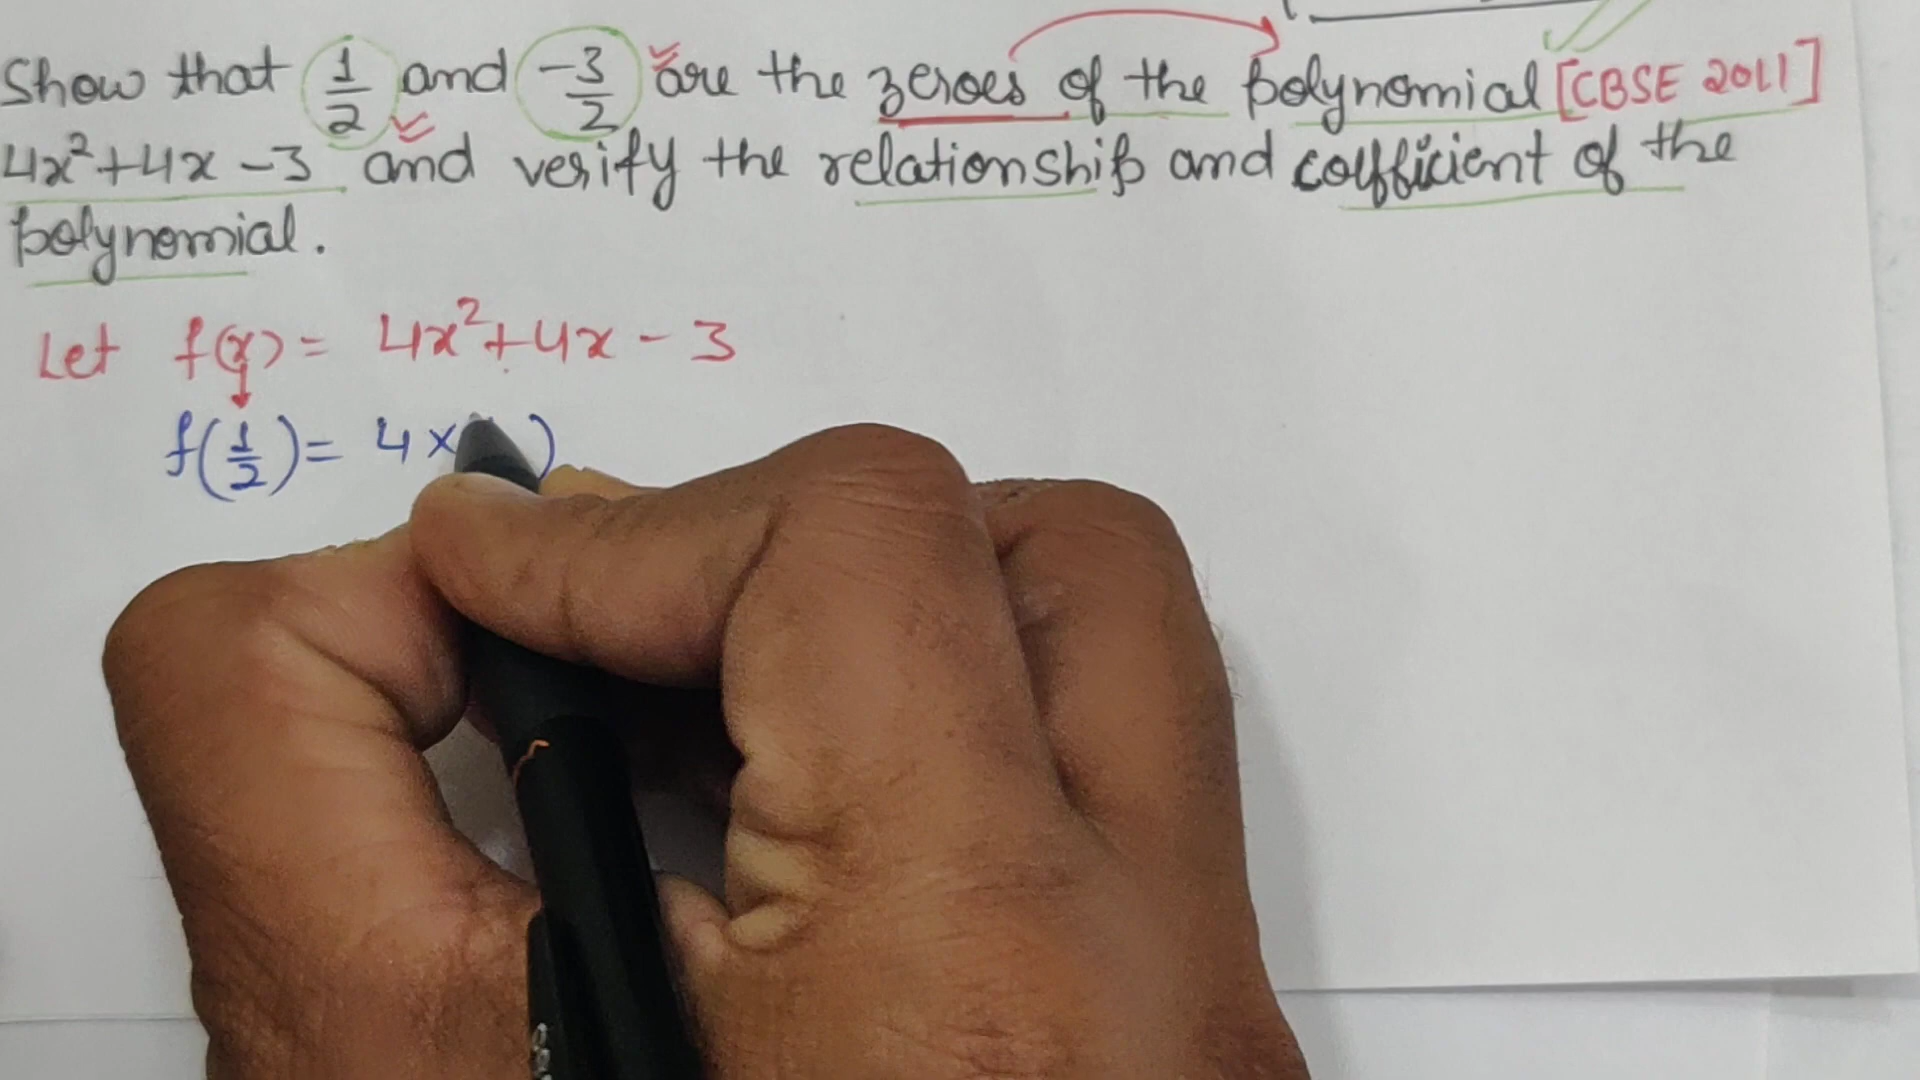 Show that 1/2 and -3/2 are the zeroes of the polynomial [CBSE 2011]
4x²+4x-3 and verify the relationship and coefficient of the
polynomial.
Let f(x) = 4x²+4x-3
f(1/2) = 4×( )